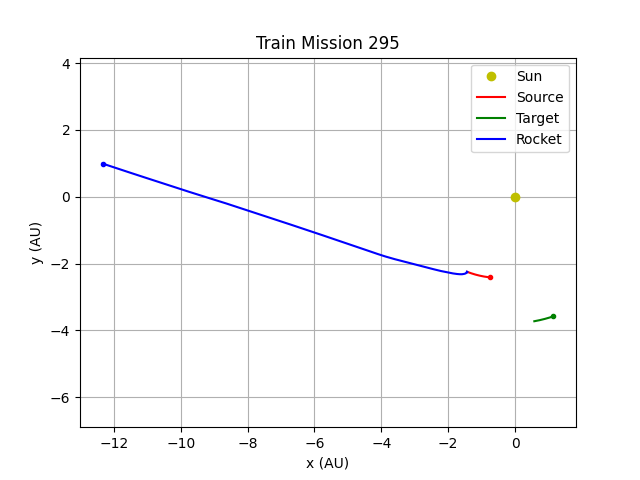 Train Mission 295
Sun
Source
Target
Rocket
4
2
0
−2
−4
−6
y (AU)
−12
−10
−8
−6
−4
−2
0
x (AU)